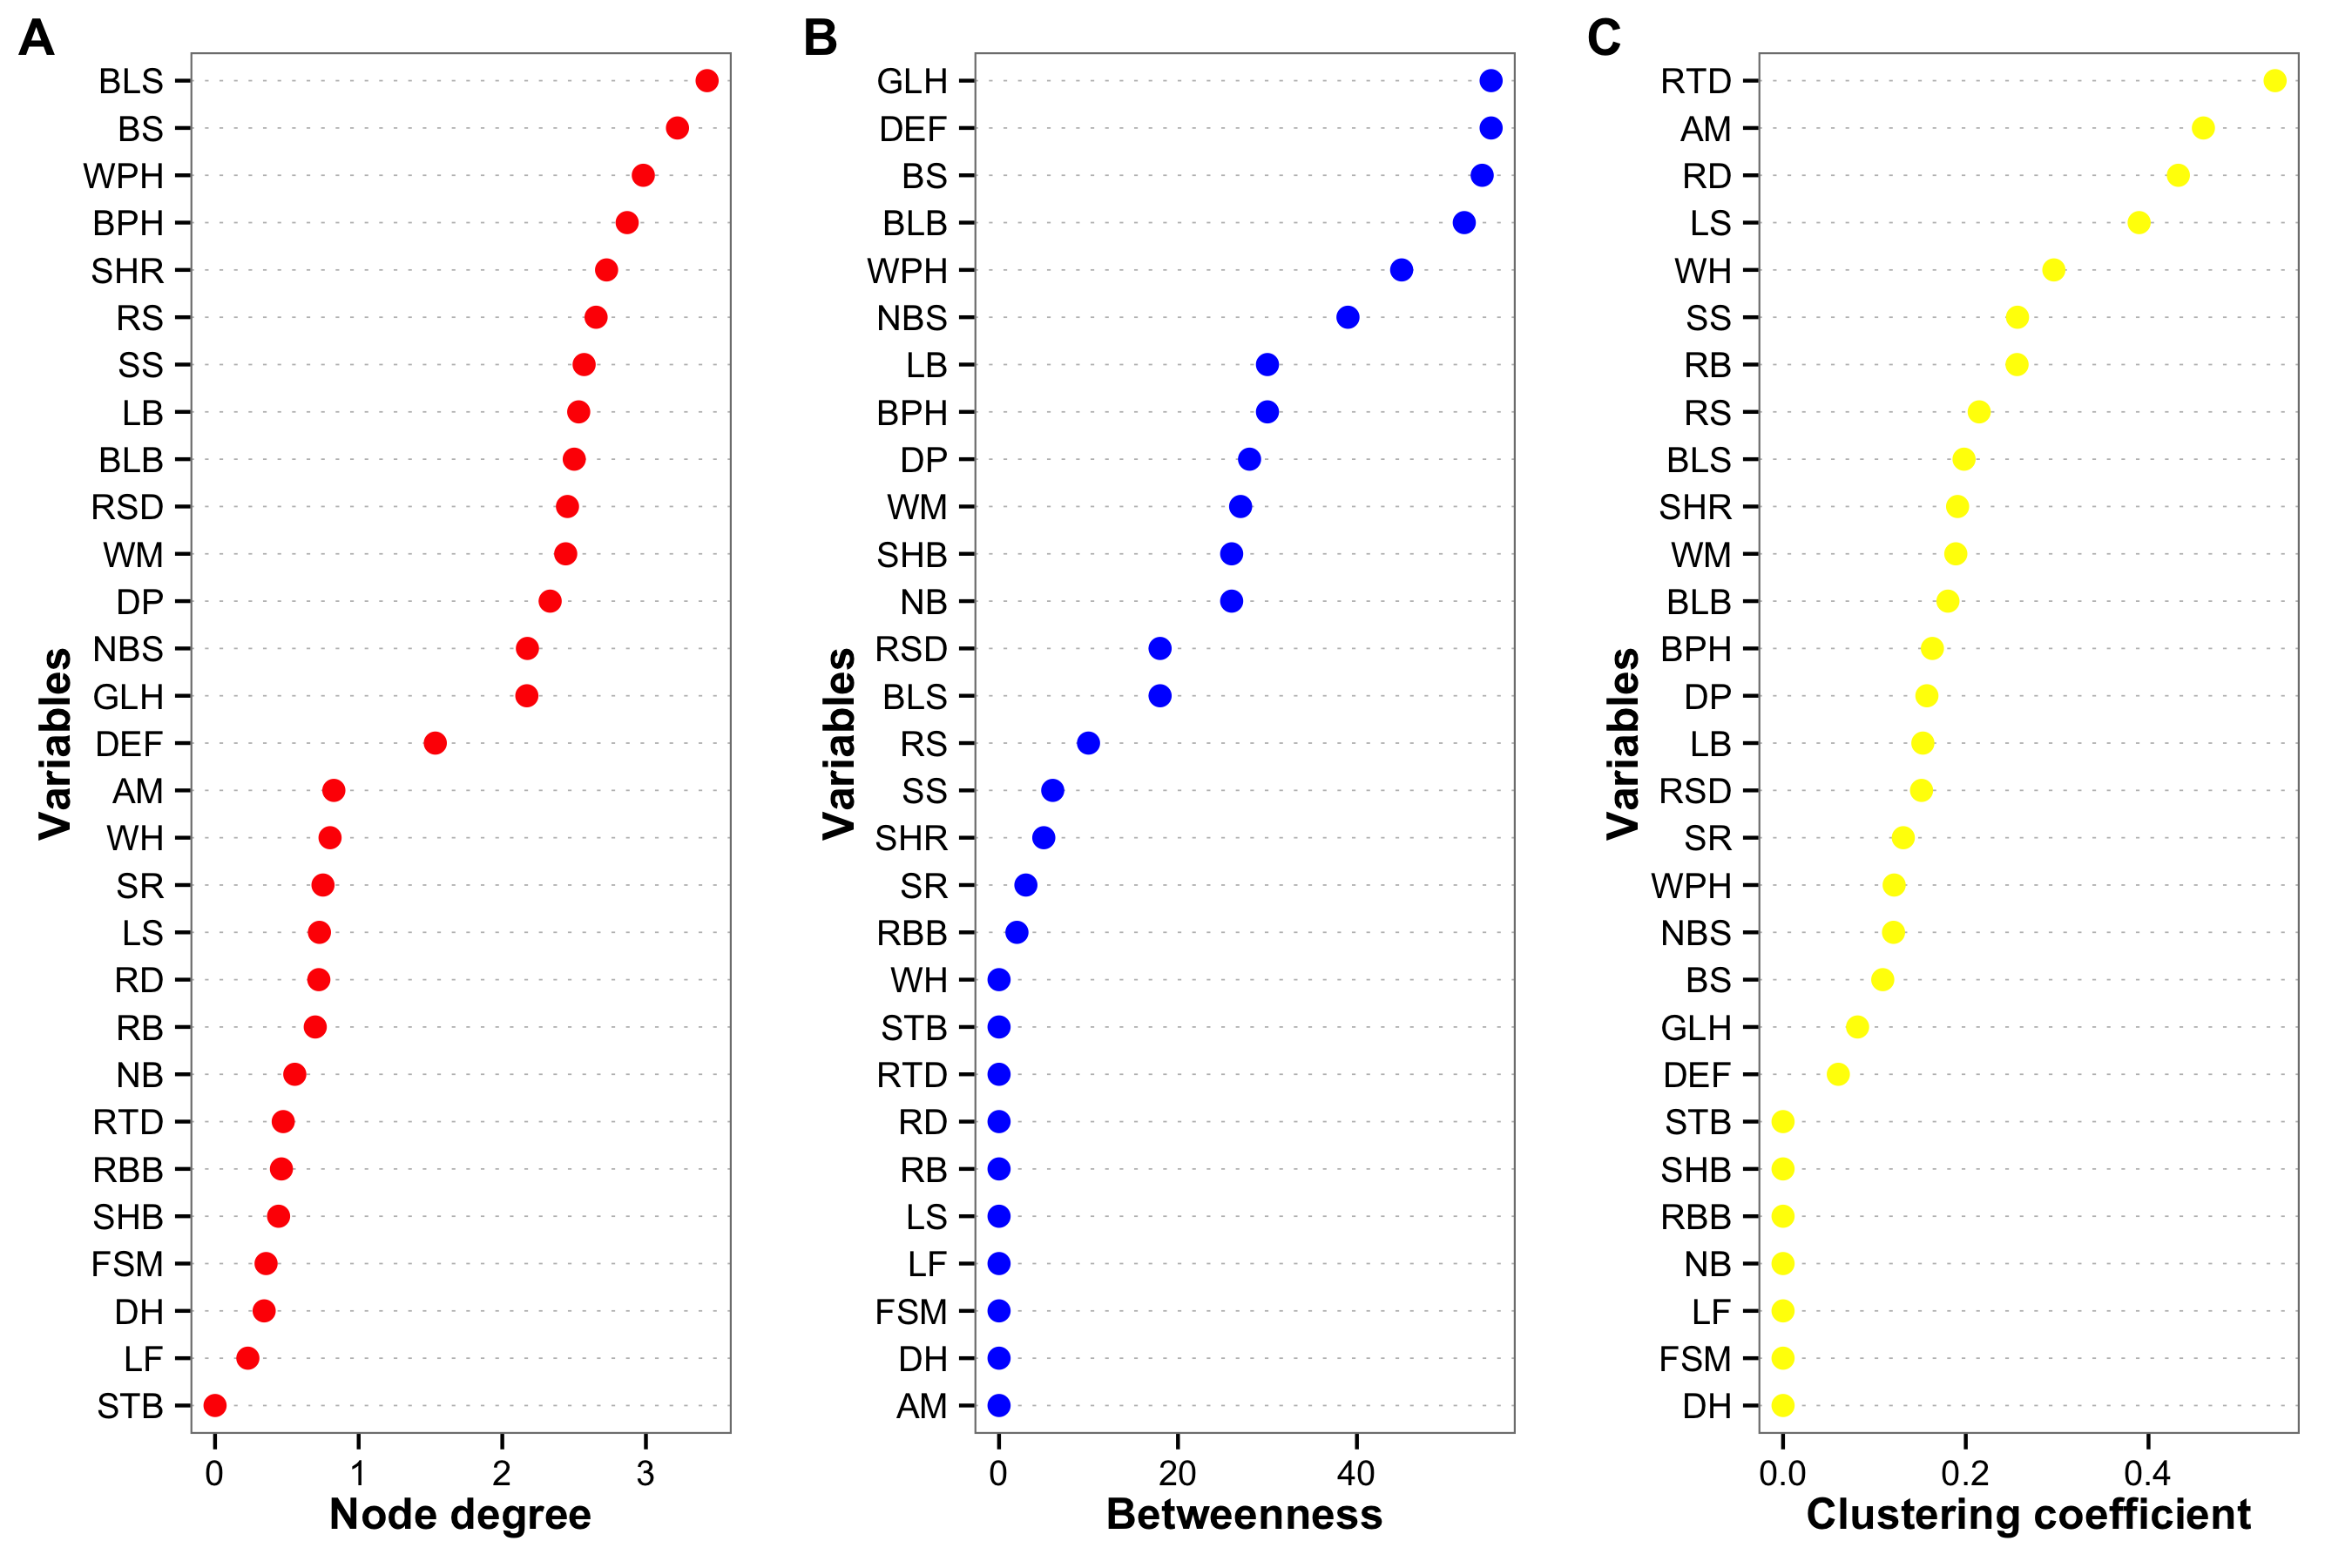 A
BLS
BS
WPH
BPH
SHR
RS
SS
LB
BLB
RSD
WM
DP
NBS
GLH
DEF
AM
WH
SR
LS
RD
RB
NB
RTD
RBB
SHB
FSM
DH
LF
STB
Variables
0 1 2 3
Node degree
B
GLH
DEF
BS
BLB
WPH
NBS
LB
BPH
DP
WM
SHB
NB
RSD
BLS
RS
SS
SHR
SR
RBB
WH
STB
RTD
RD
RB
LS
LF
FSM
DH
AM
Variables
0 20 40
Betweenness
C
RTD
AM
RD
LS
WH
SS
RB
RS
BLS
SHR
WM
BLB
BPH
DP
LB
RSD
SR
WPH
NBS
BS
GLH
DEF
STB
SHB
RBB
NB
LF
FSM
DH
Variables
0.0 0.2 0.4
Clustering coefficient